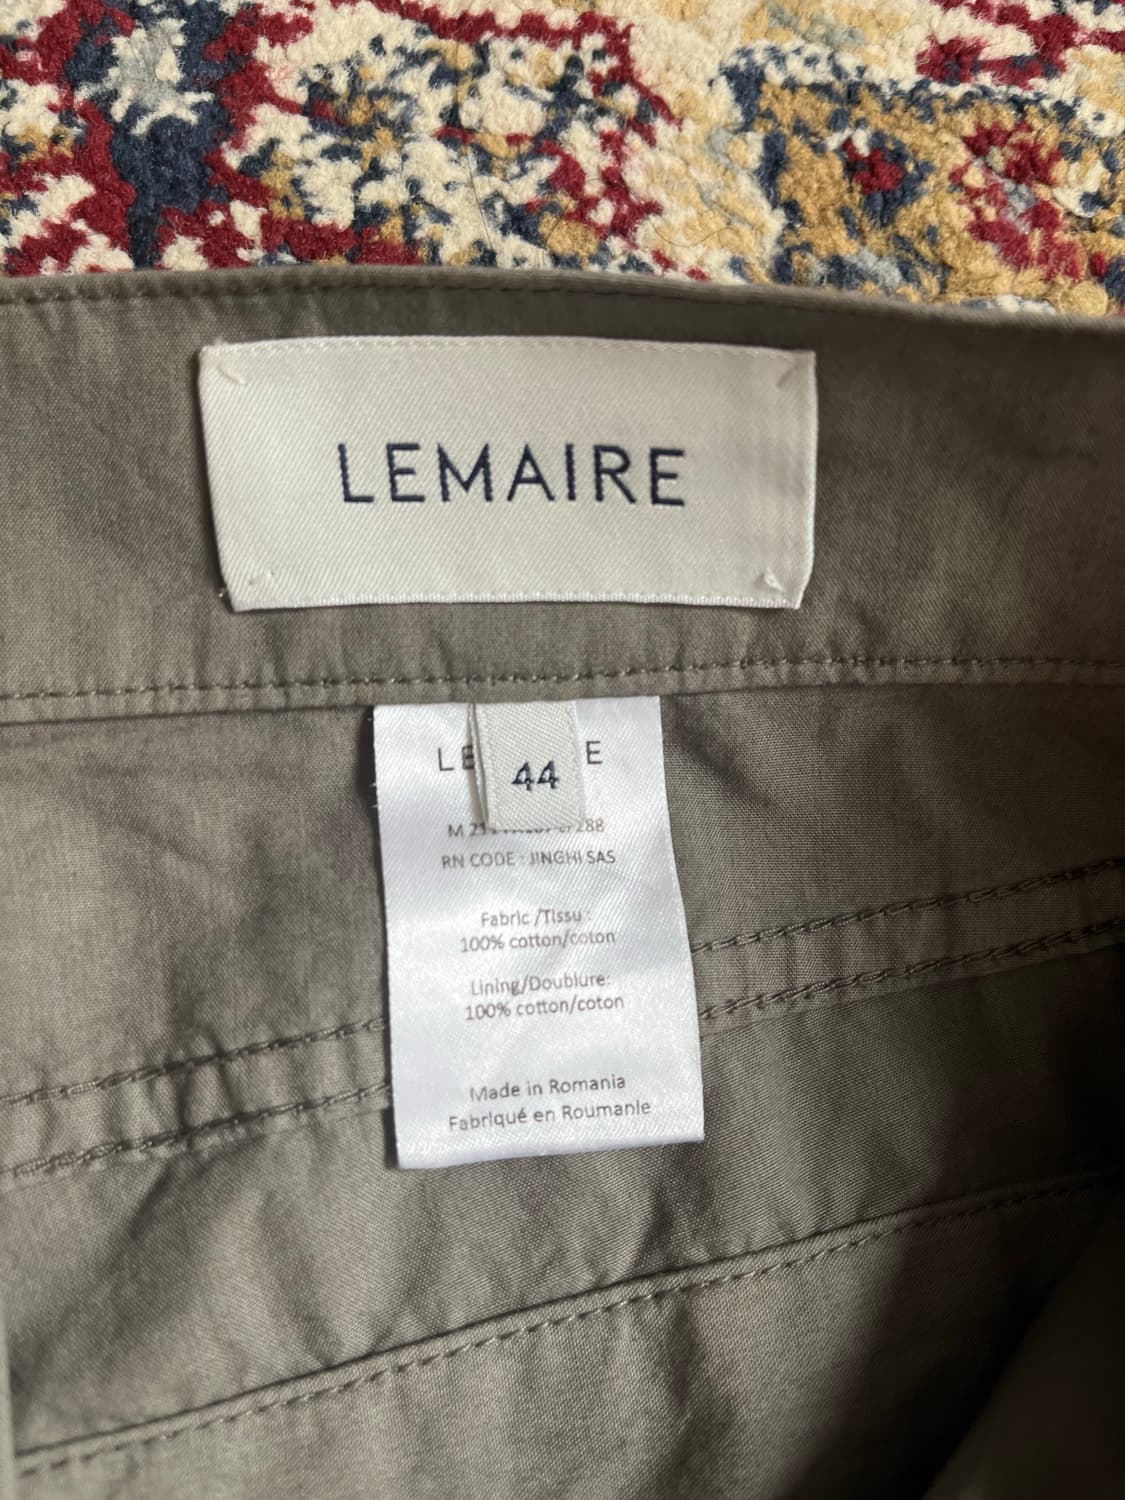 LEMAIRE
44
RN CODE : JINGHI SAS
Fabric /Tissu :
100% cotton/coton
Lining/Doublure:
100% cotton/coton
Made in Romania
Fabriqué en Roumanie